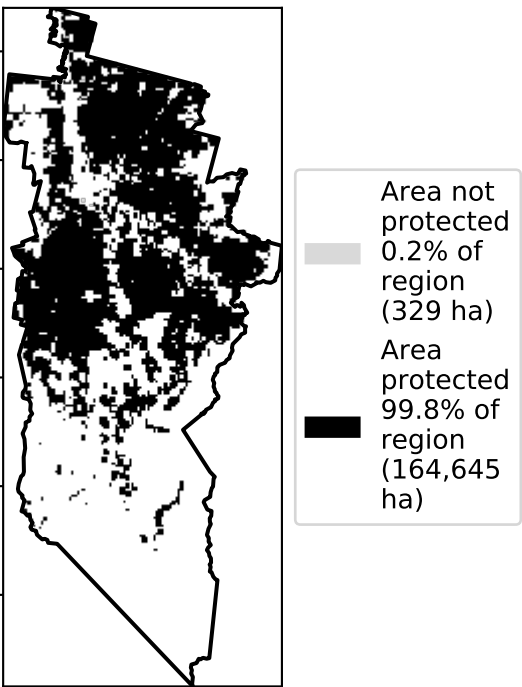 Area not
protected
0.2% of
region
(329 ha)
Area
protected
99.8% of
region
(164,645
ha)